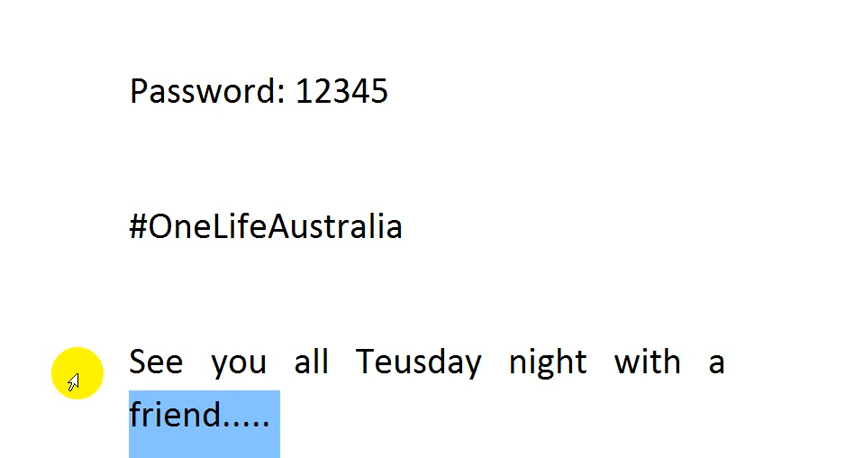 Password: 12345
#OneLifeAustralia
See you all Teusday night with a
friend.....